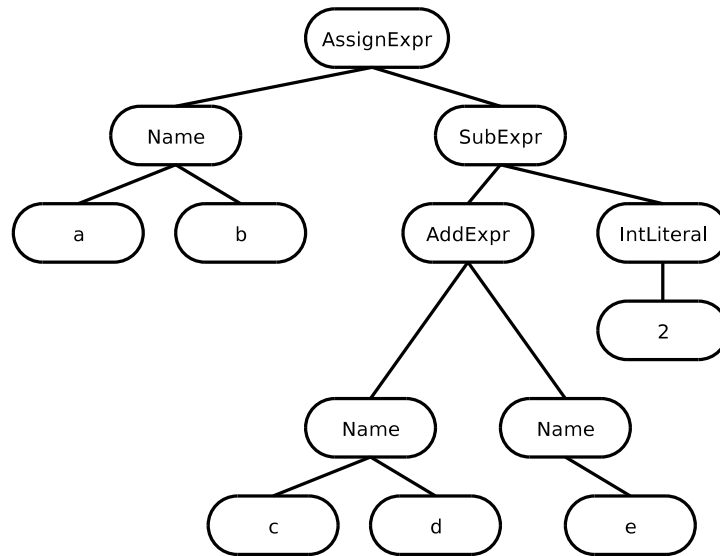 AssignExpr
Name
SubExpr
a
b
AddExpr
IntLiteral
2
Name
Name
c
d
e